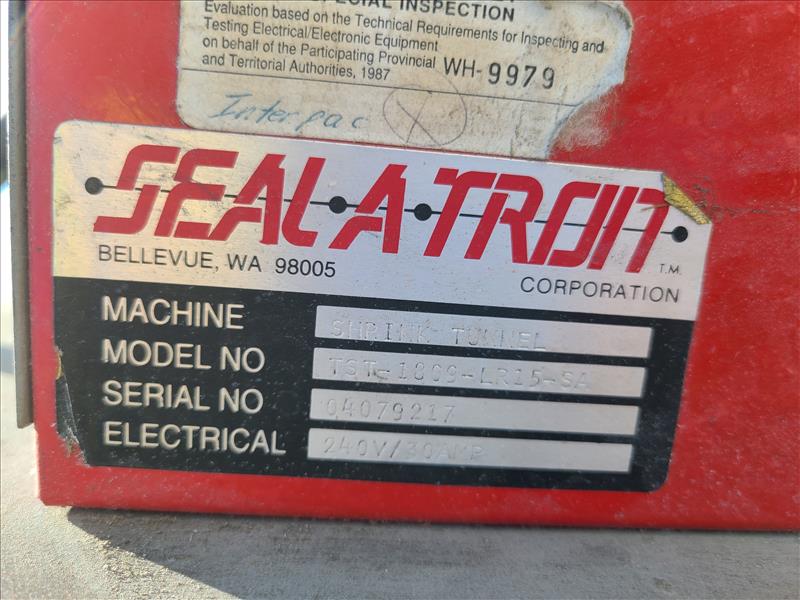 SPECIAL INSPECTION
Evaluation based on the Technical Requirements for Inspecting and
Testing Electrical/Electronic Equipment
on behalf of the Participating Provincial
and Territorial Authorities, 1987
WH-9979
Interpac
SEAL-A-TRON
T.M.
BELLEVUE, WA 98005
CORPORATION
MACHINE SHRINK TUNNEL
MODEL NO TST-1809-LR15-SA
SERIAL NO 04079217
ELECTRICAL 240V/30AMP